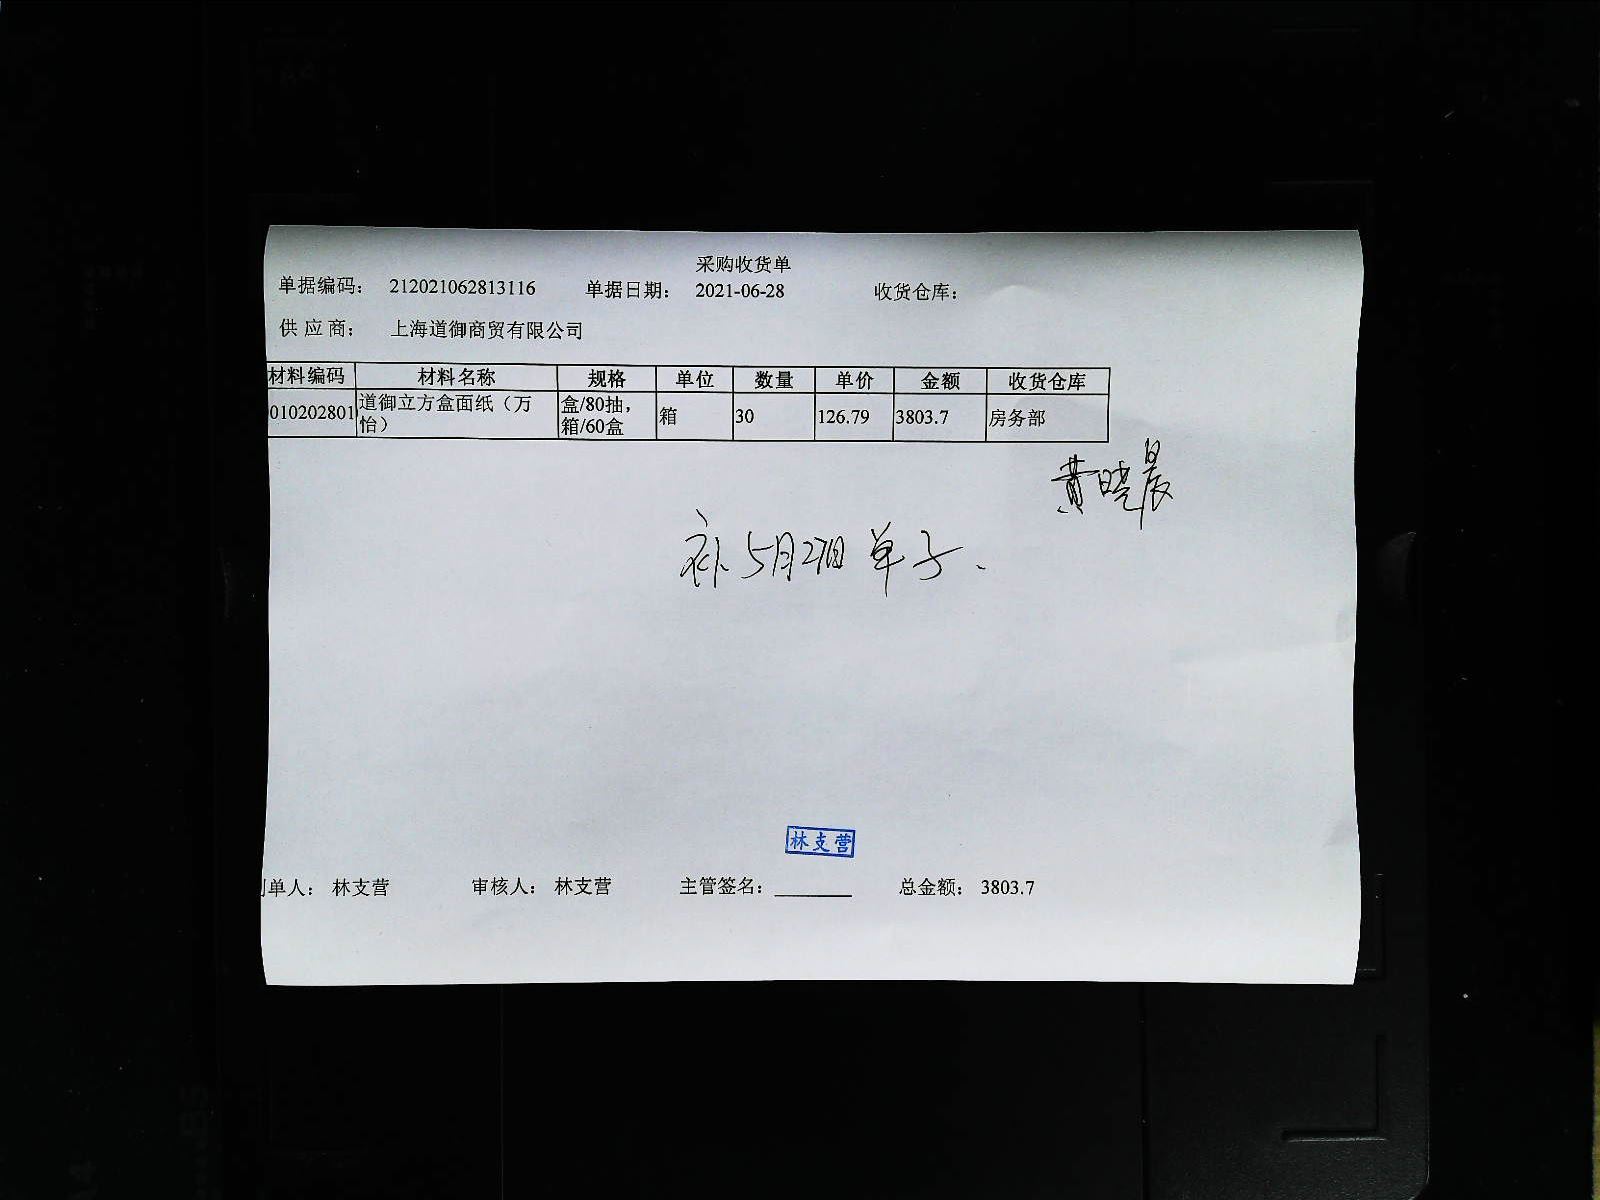 采购收货单
单据编码： 212021062813116 单据日期： 2021-06-28 收货仓库：
供 应 商： 上海道御商贸有限公司
材料编码 材料名称 规格 单位 数量 单价 金额 收货仓库
010202801 道御立方盒面纸（万怡） 盒/80抽，箱/60盒 箱 30 126.79 3803.7 房务部
黄晓晨
补5月27日单子.
林支营
制单人： 林支营 审核人： 林支营 主管签名： 总金额： 3803.7